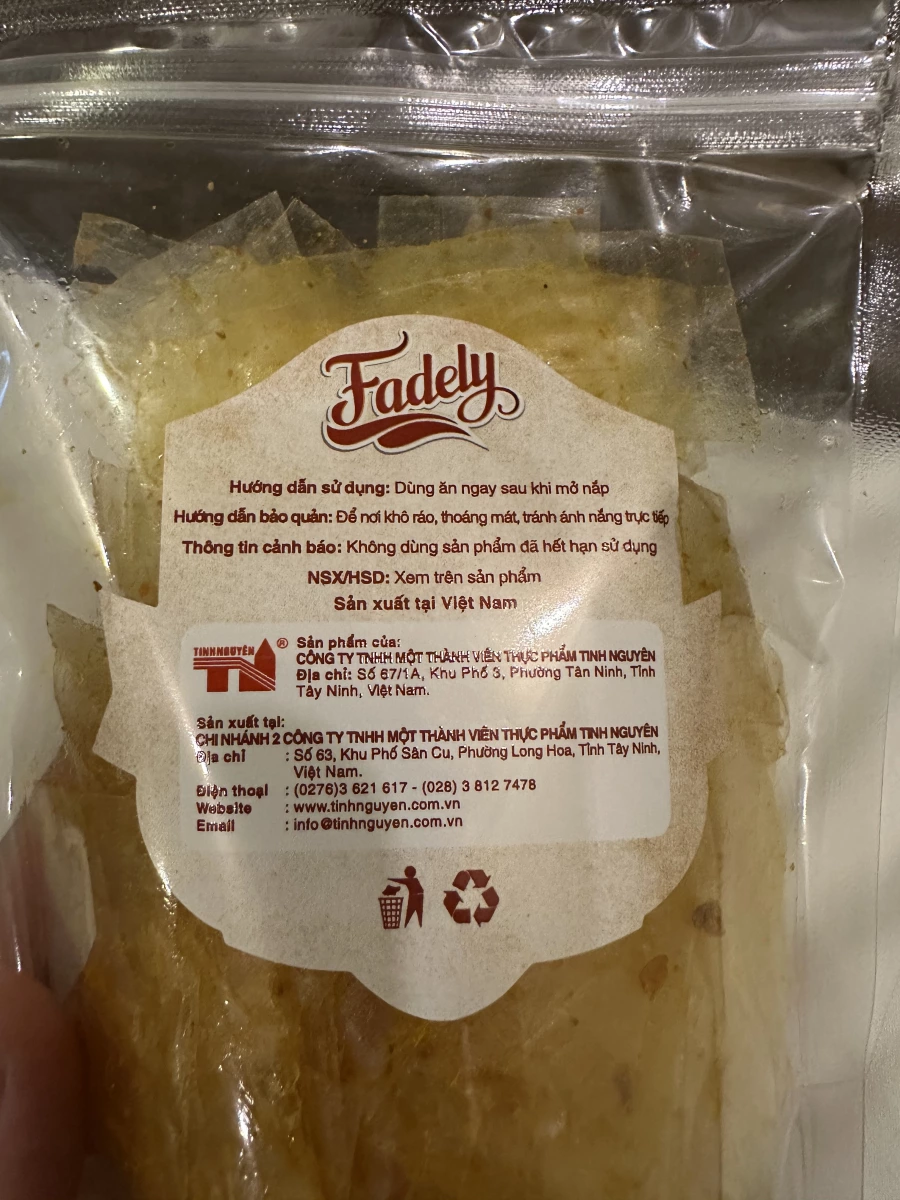 Fadely
Hướng dẫn sử dụng: Dùng ăn ngay sau khi mở nắp
Hướng dẫn bảo quản: Để nơi khô ráo, thoáng mát, tránh ánh nắng trực tiếp
Thông tin cảnh báo: Không dùng sản phẩm đã hết hạn sử dụng
NSX/HSD: Xem trên sản phẩm
Sản xuất tại Việt Nam
TINHNGUYÊN ®
Sản phẩm của:
CÔNG TY TNHH MỘT THÀNH VIÊN THỰC PHẨM TINH NGUYÊN
Địa chỉ: Số 67/1A, Khu Phố 3, Phường Tân Ninh, Tỉnh
Tây Ninh, Việt Nam.
Sản xuất tại:
CHI NHÁNH 2 CÔNG TY TNHH MỘT THÀNH VIÊN THỰC PHẨM TINH NGUYÊN
Địa chỉ : Số 63, Khu Phố Sân Cu, Phường Long Hoa, Tỉnh Tây Ninh,
Việt Nam.
Điện thoại : (0276)3 621 617 - (028) 3 812 7478
Website : www.tinhnguyen.com.vn
Email : info@tinhnguyen.com.vn